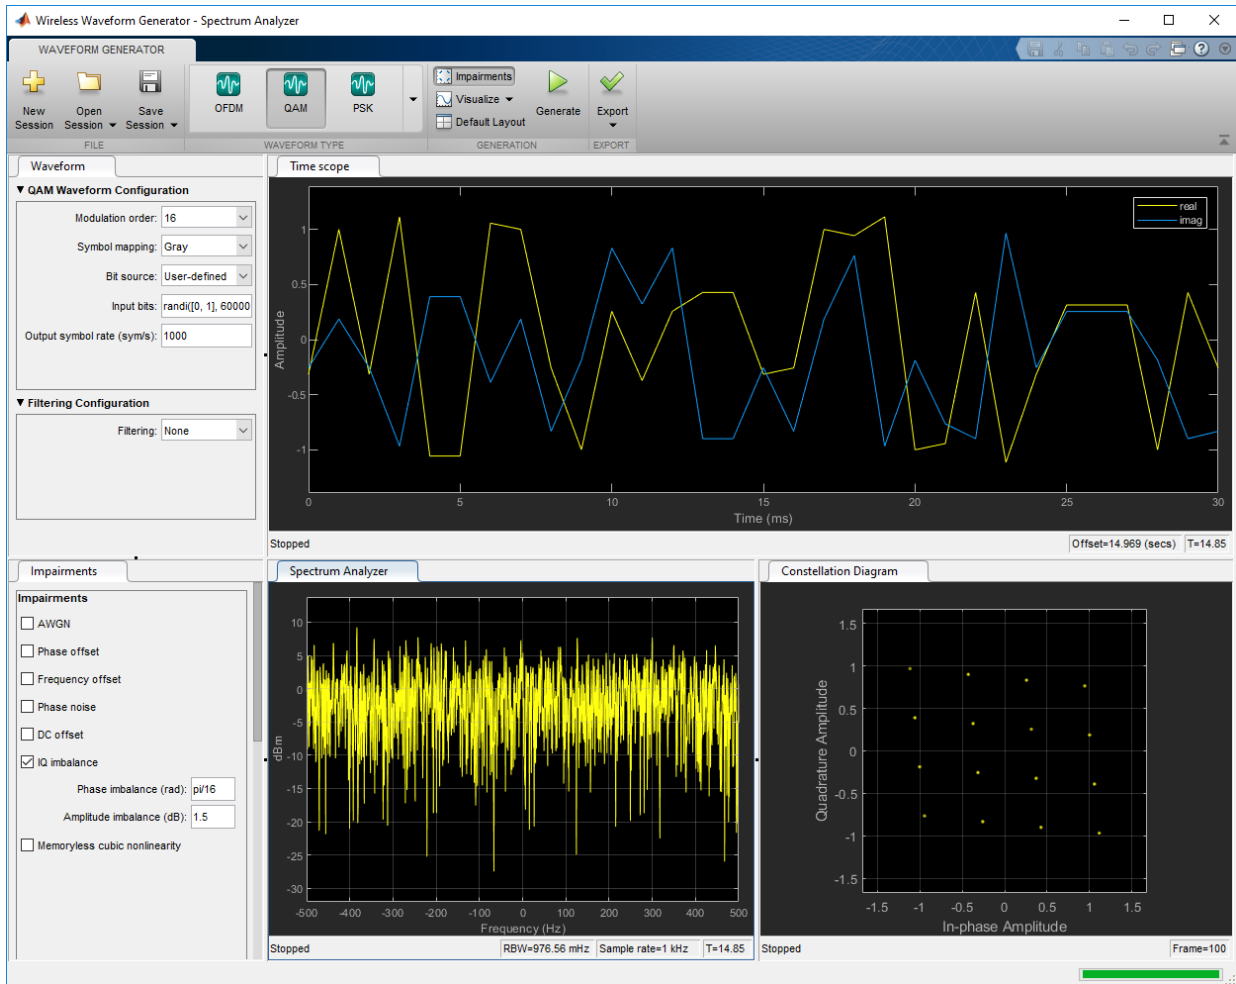 Wireless Waveform Generator - Spectrum Analyzer
WAVEFORM GENERATOR
New Session
Open Session
Save Session
FILE
OFDM
QAM
PSK
WAVEFORM TYPE
Impairments
Visualize
Default Layout
Generate
GENERATION
Export
EXPORT
Waveform
QAM Waveform Configuration
Modulation order: 16
Symbol mapping: Gray
Bit source: User-defined
Input bits: randi([0, 1], 60000
Output symbol rate (sym/s): 1000
Filtering Configuration
Filtering: None
Time scope
real
imag
1
0.5
0
-0.5
-1
Amplitude
0 5 10 15 20 25 30
Time (ms)
Stopped
Offset=14.969 (secs) T=14.85
Impairments
Impairments
AWGN
Phase offset
Frequency offset
Phase noise
DC offset
IQ imbalance
Phase imbalance (rad): pi/16
Amplitude imbalance (dB): 1.5
Memoryless cubic nonlinearity
Spectrum Analyzer
10
5
0
-5
-10
-15
-20
-25
-30
dBm
-500 -400 -300 -200 -100 0 100 200 300 400 500
Frequency (Hz)
Stopped
RBW=976.56 mHz Sample rate=1 kHz T=14.85
Constellation Diagram
1.5
1
0.5
0
-0.5
-1
-1.5
Quadrature Amplitude
-1.5 -1 -0.5 0 0.5 1 1.5
In-phase Amplitude
Stopped
Frame=100